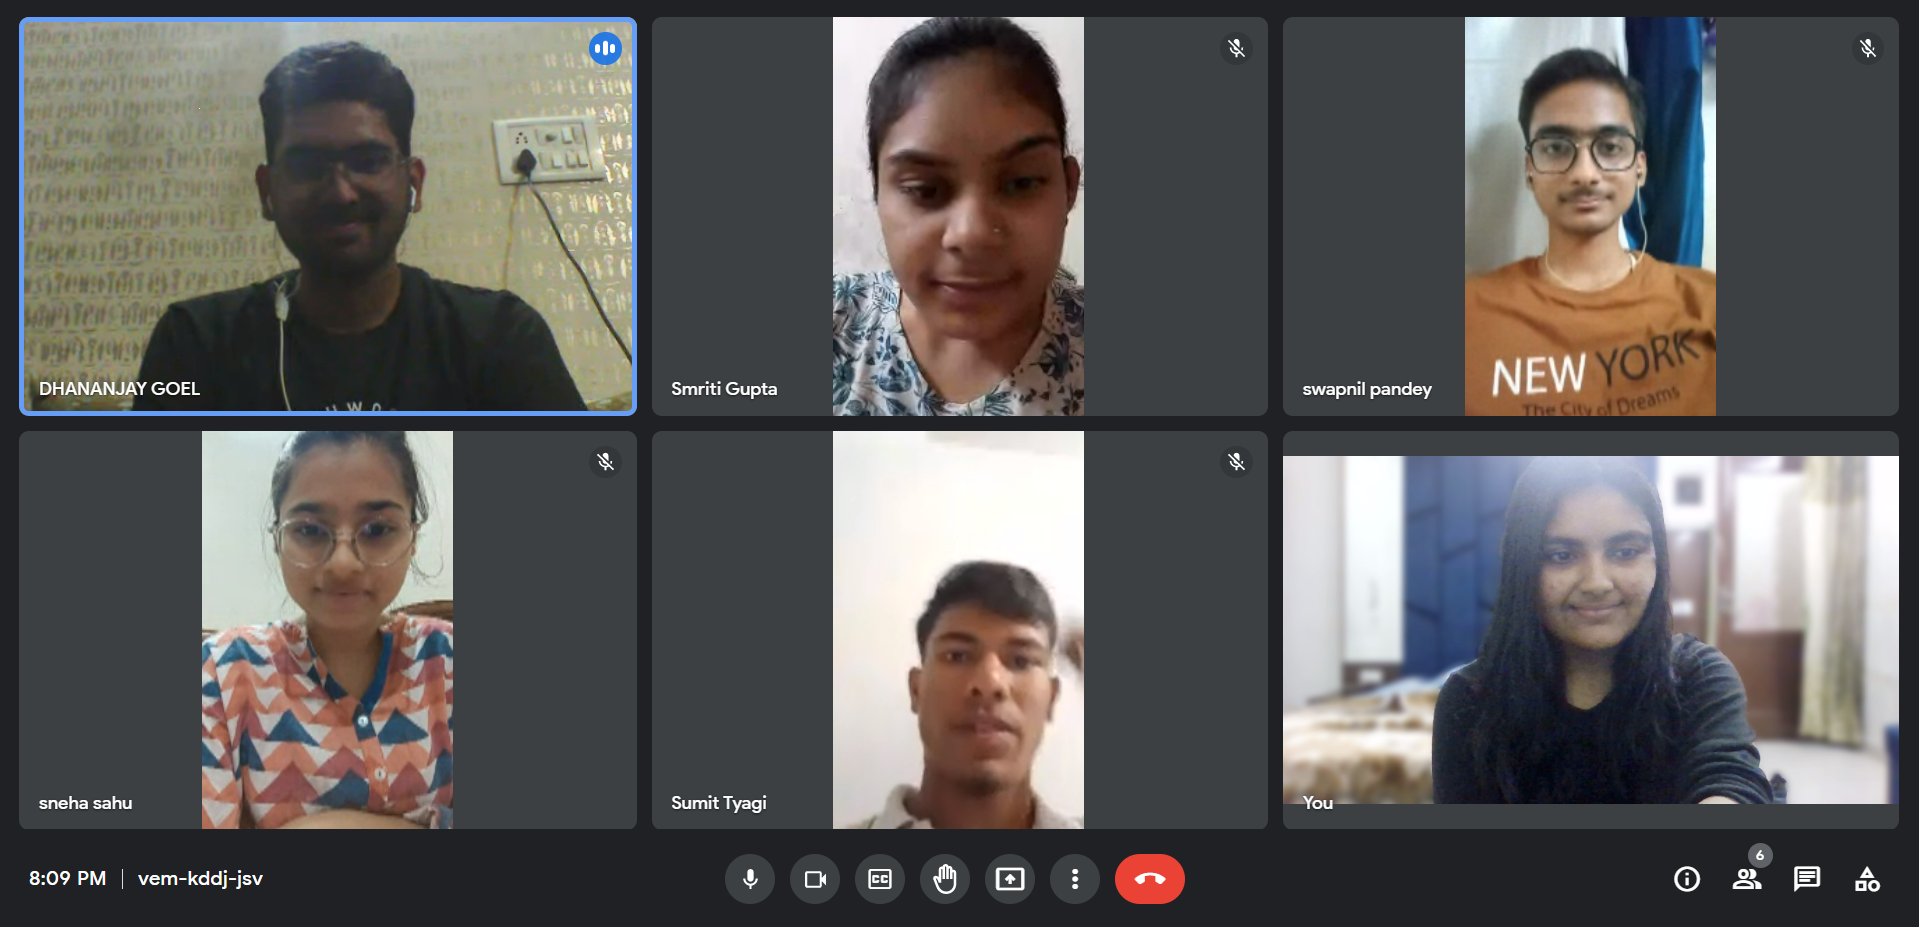 DHANANJAY GOEL
Smriti Gupta
NEW YORK
The City of Dreams
swapnil pandey
sneha sahu
Sumit Tyagi
You
8:09 PM | vem-kddj-jsv
CC
6